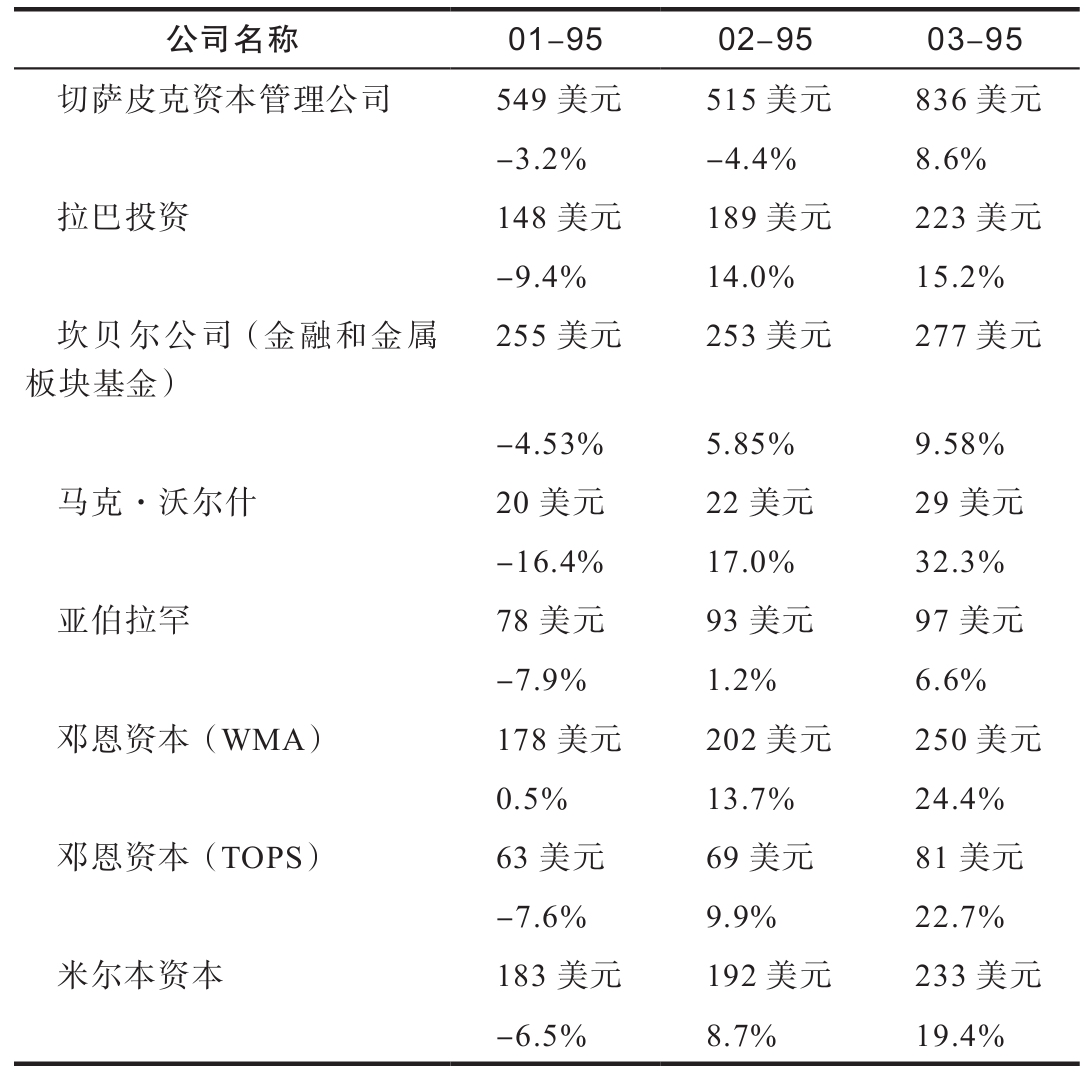 公司名称 01–95 02–95 03–95
切萨皮克资本管理公司 549 美元 515 美元 836 美元
–3.2% –4.4% 8.6%
拉巴投资 148 美元 189 美元 223 美元
–9.4% 14.0% 15.2%
坎贝尔公司（金融和金属 255 美元 253 美元 277 美元
板块基金）
–4.53% 5.85% 9.58%
马克·沃尔什 20 美元 22 美元 29 美元
–16.4% 17.0% 32.3%
亚伯拉罕 78 美元 93 美元 97 美元
–7.9% 1.2% 6.6%
邓恩资本（WMA） 178 美元 202 美元 250 美元
0.5% 13.7% 24.4%
邓恩资本（TOPS） 63 美元 69 美元 81 美元
–7.6% 9.9% 22.7%
米尔本资本 183 美元 192 美元 233 美元
–6.5% 8.7% 19.4%